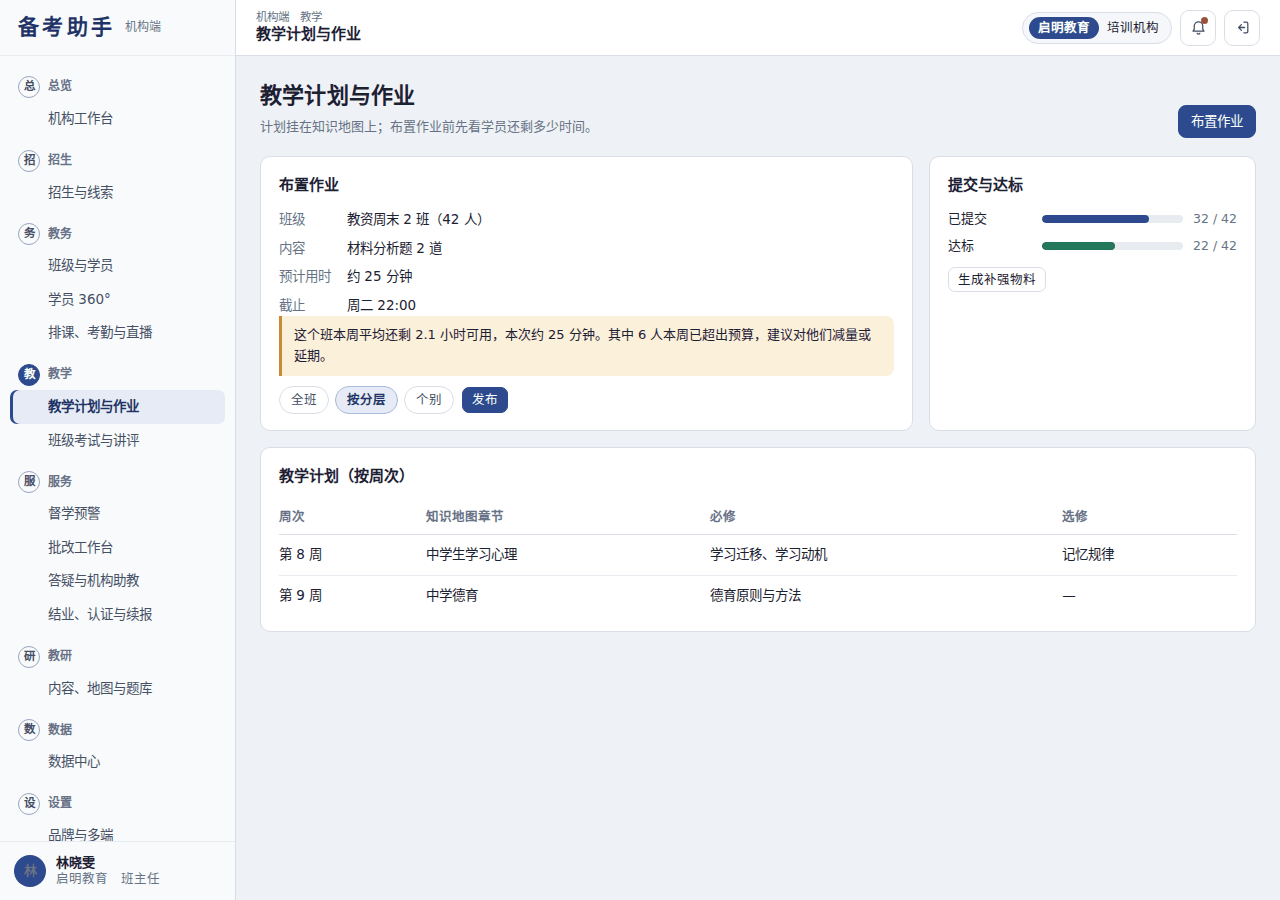 备考助手 机构端
总 总览
机构工作台
招 招生
招生与线索
务 教务
班级与学员
学员 360°
排课、考勤与直播
教 教学
教学计划与作业
班级考试与讲评
服 服务
督学预警
批改工作台
答疑与机构助教
结业、认证与续报
研 教研
内容、地图与题库
数 数据
数据中心
设 设置
品牌与多端
林 林晓雯
启明教育 班主任
机构端 教学
教学计划与作业
启明教育 培训机构
教学计划与作业
计划挂在知识地图上；布置作业前先看学员还剩多少时间。
布置作业
布置作业
班级 教资周末 2 班（42 人）
内容 材料分析题 2 道
预计用时 约 25 分钟
截止 周二 22:00
这个班本周平均还剩 2.1 小时可用，本次约 25 分钟。其中 6 人本周已超出预算，建议对他们减量或
延期。
全班 按分层 个别 发布
提交与达标
已提交 32 / 42
达标 22 / 42
生成补强物料
教学计划（按周次）
周次 知识地图章节 必修 选修
第 8 周 中学生学习心理 学习迁移、学习动机 记忆规律
第 9 周 中学德育 德育原则与方法 —